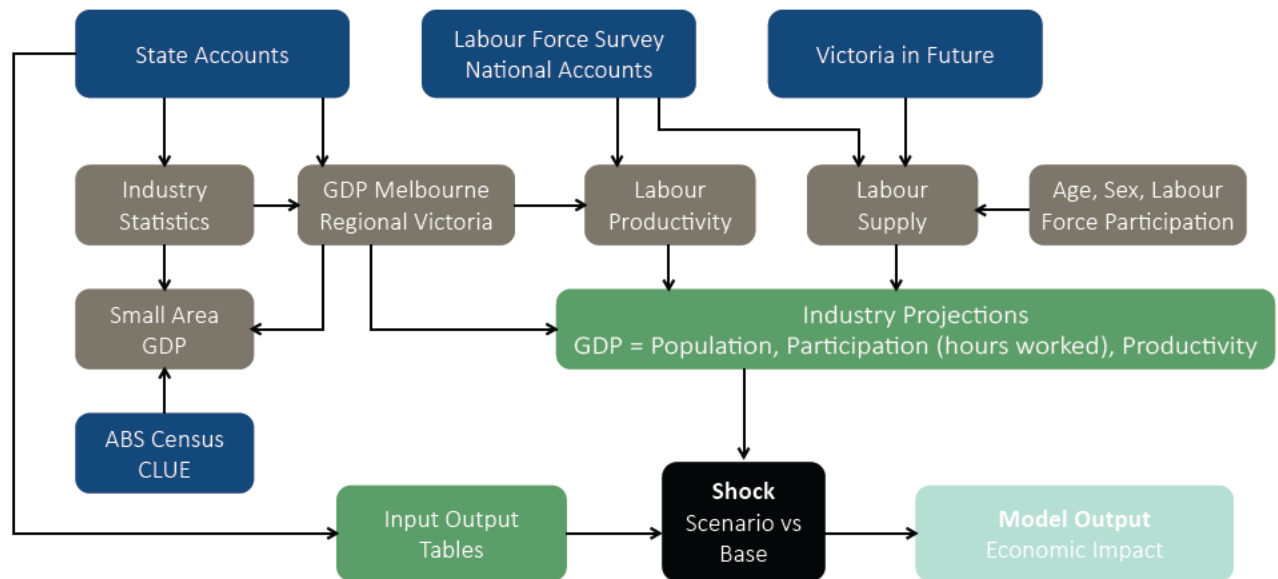 State Accounts
Labour Force Survey
National Accounts
Victoria in Future
Industry
Statistics
GDP Melbourne
Regional Victoria
Labour
Productivity
Labour
Supply
Age, Sex, Labour
Force Participation
Small Area
GDP
Industry Projections
GDP = Population, Participation (hours worked), Productivity
ABS Census
CLUE
Input Output
Tables
Shock
Scenario vs
Base
Model Output
Economic Impact